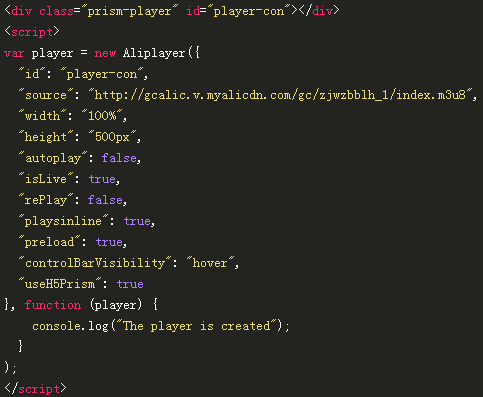 <div class="prism-player" id="player-con"></div>
<script>
var player = new Aliplayer({
  "id": "player-con",
  "source": "http://gcalic.v.myalicdn.com/gc/zjwzbblh_1/index.m3u8",
  "width": "100%",
  "height": "500px",
  "autoplay": false,
  "isLive": true,
  "rePlay": false,
  "playsinline": true,
  "preload": true,
  "controlBarVisibility": "hover",
  "useH5Prism": true
}, function (player) {
    console.log("The player is created");
  }
);
</script>